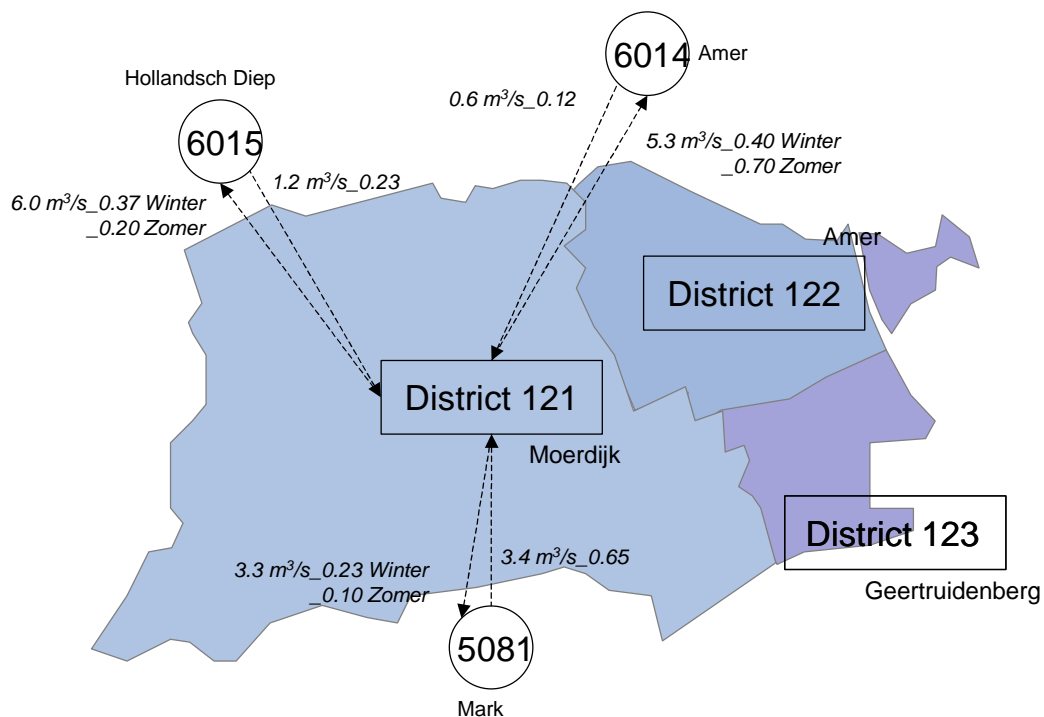 6014
Amer
Hollandsch Diep
0.6 m³/s_0.12
6015
5.3 m³/s_0.40 Winter
_0.70 Zomer
1.2 m³/s_0.23
6.0 m³/s_0.37 Winter
_0.20 Zomer
Amer
District 122
District 121
Moerdijk
District 123
3.4 m³/s_0.65
3.3 m³/s_0.23 Winter
_0.10 Zomer
Geertruidenberg
5081
Mark